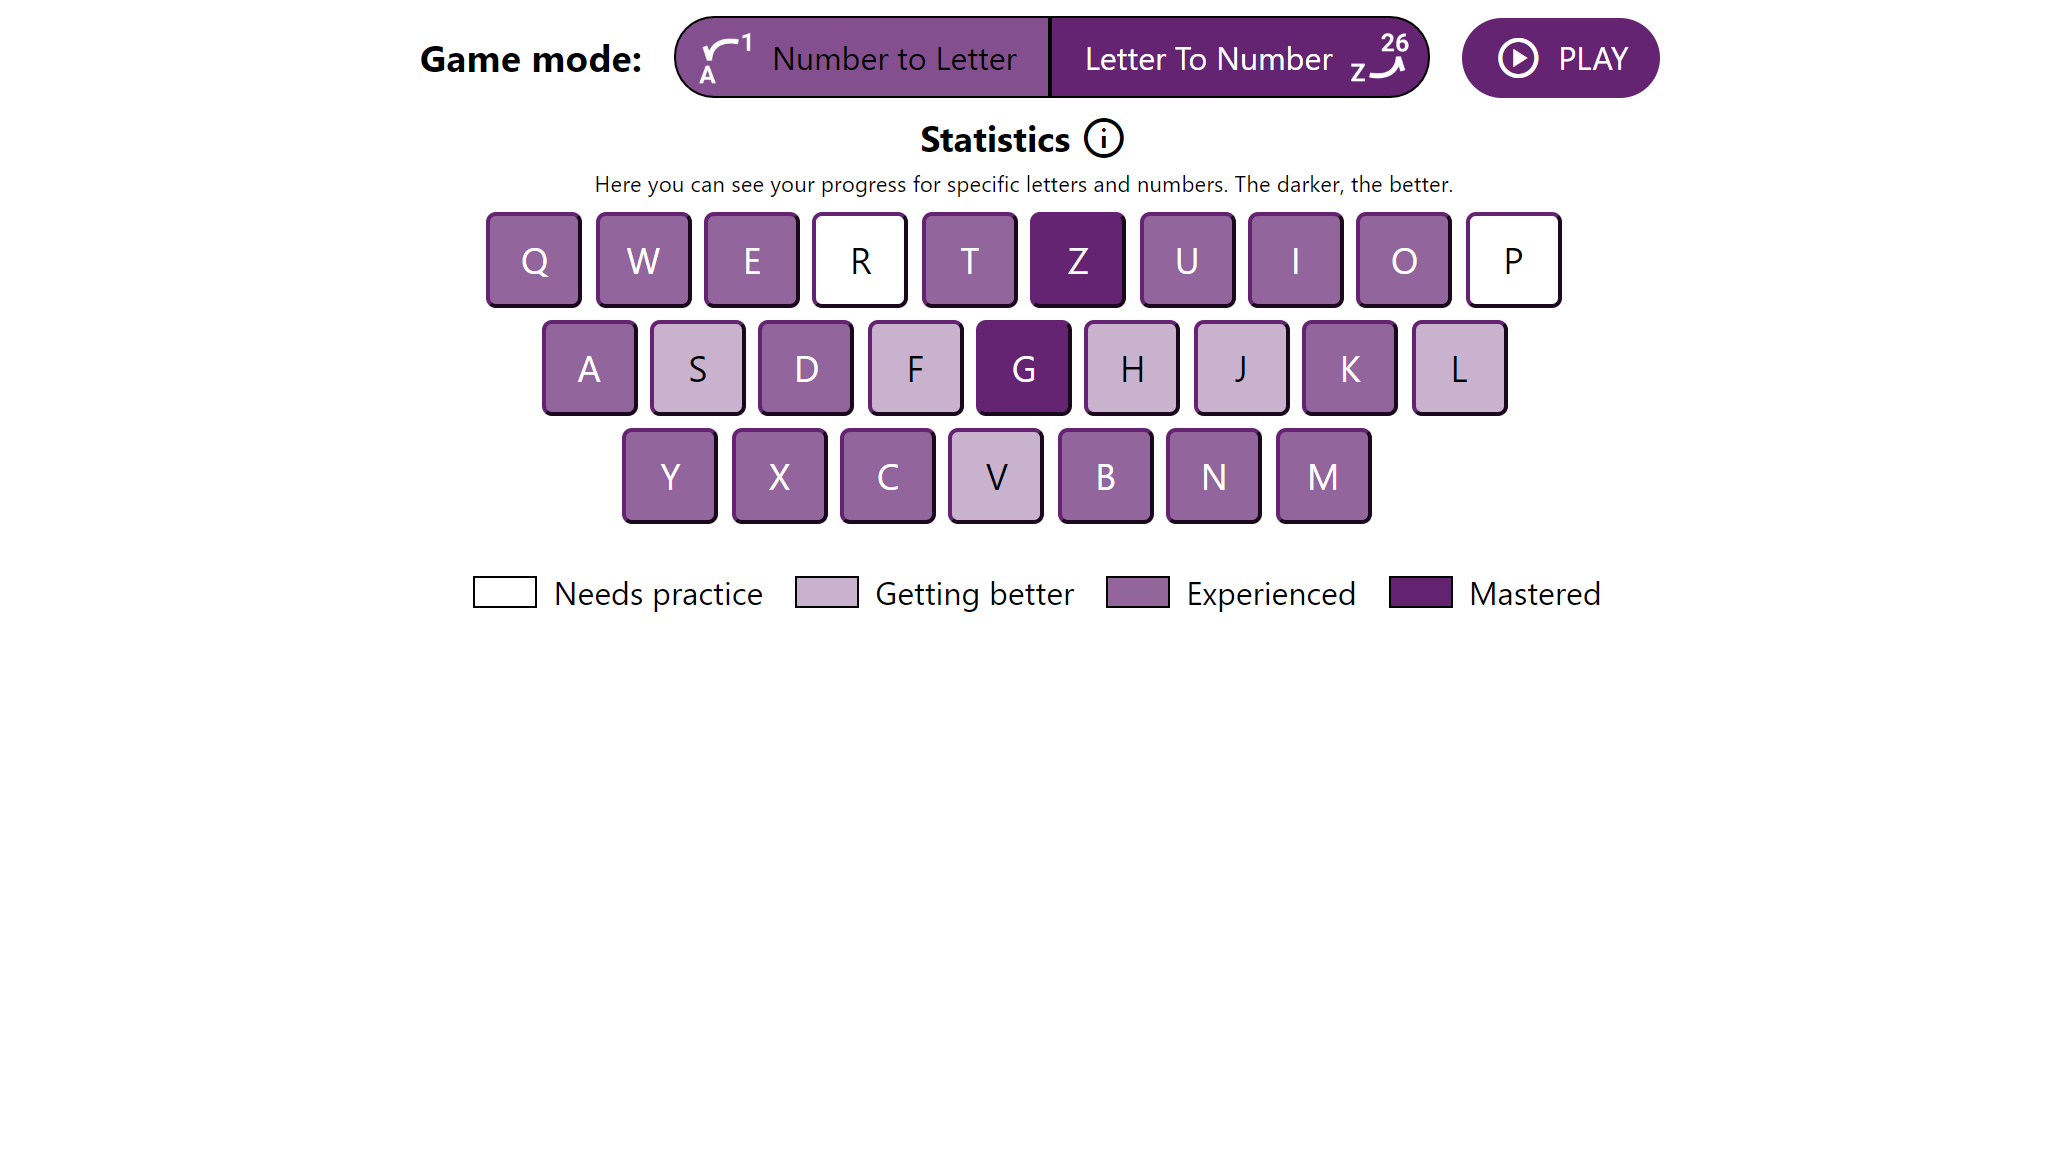 Game mode: A 1 Number to Letter Letter To Number Z 26 PLAY
Statistics i
Here you can see your progress for specific letters and numbers. The darker, the better.
Q W E R T Z U I O P
A S D F G H J K L
Y X C V B N M
Needs practice Getting better Experienced Mastered